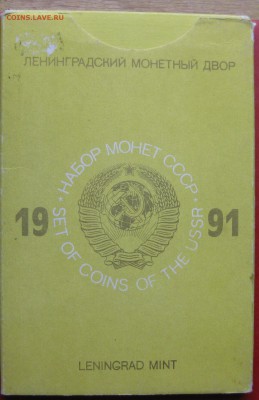 COINS.LAVE.RU
ЛЕНИНГРАДСКИЙ МОНЕТНЫЙ ДВОР
• НАБОР МОНЕТ СССР •
19 91
SET OF COINS OF THE USSR
LENINGRAD MINT